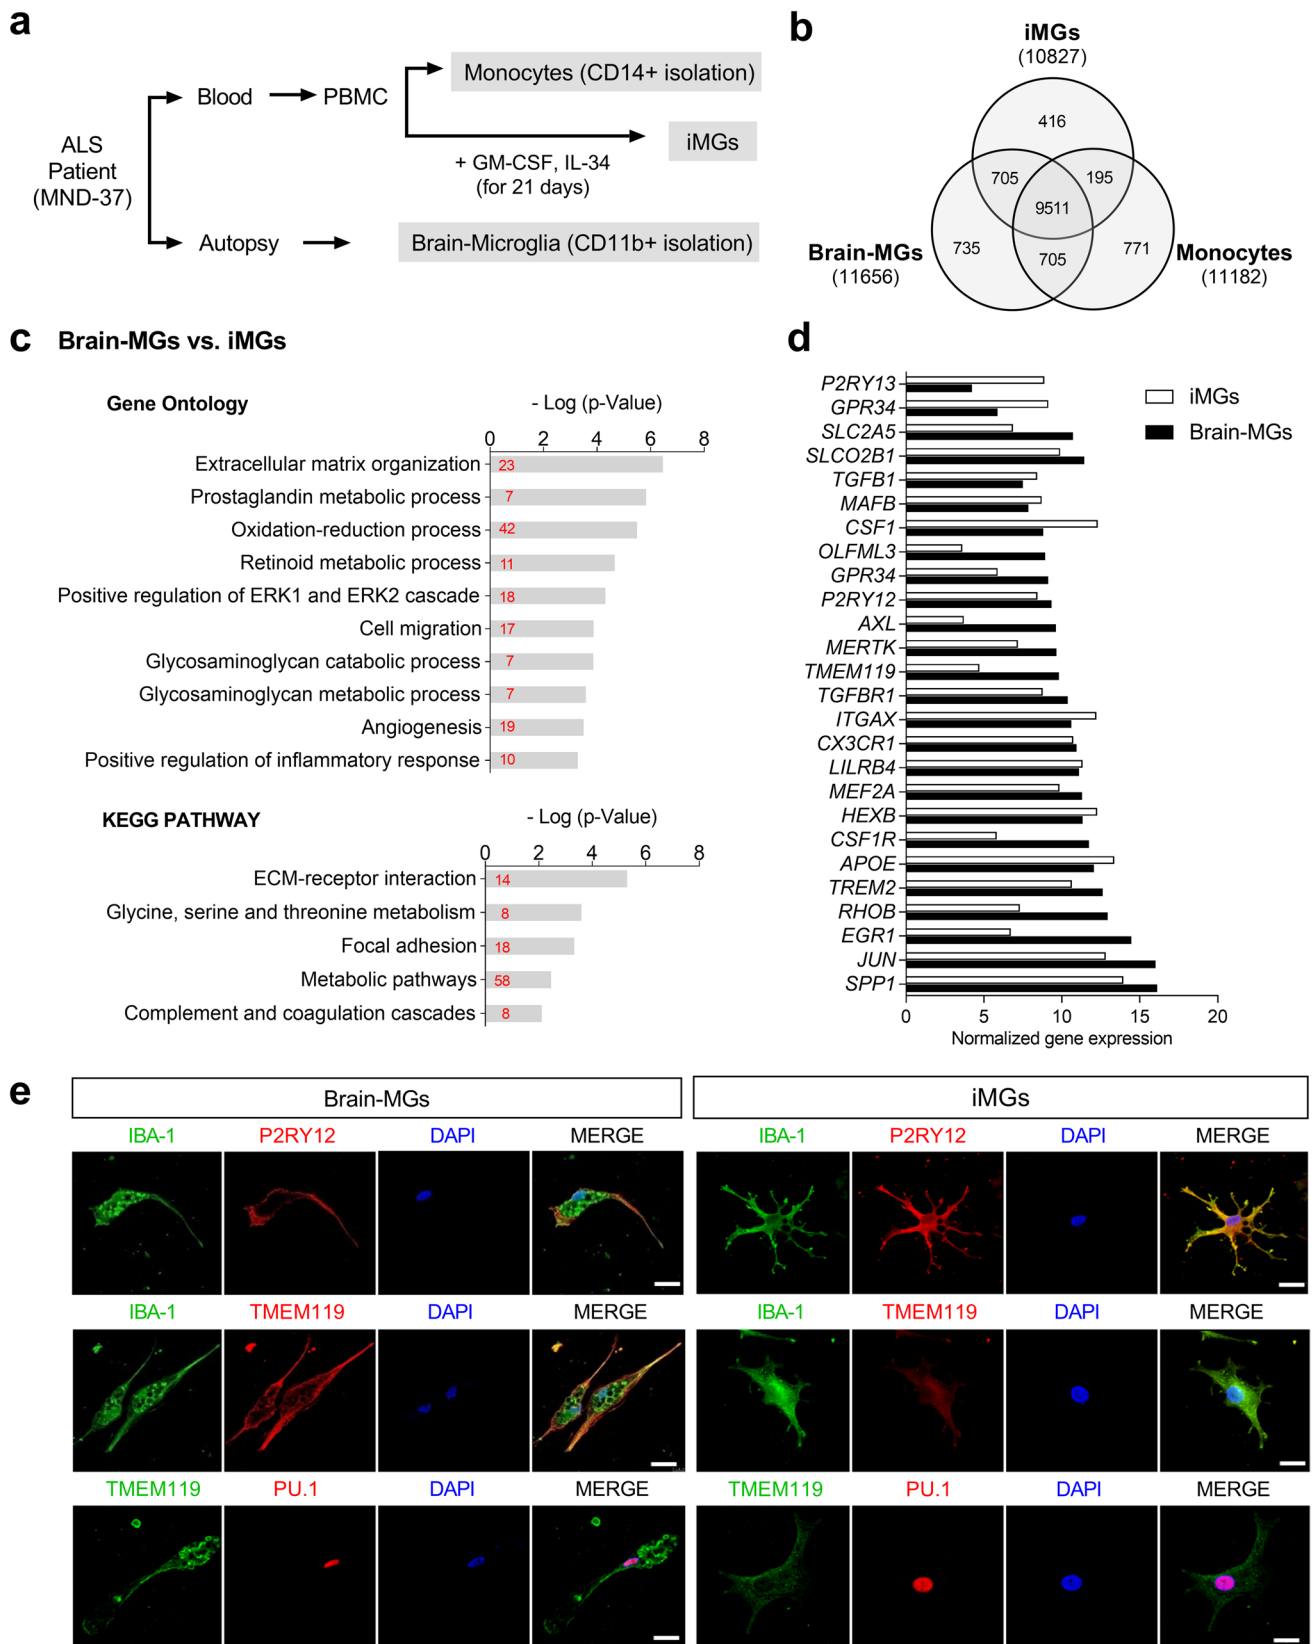 a
ALS
Patient
(MND-37)
Blood
PBMC
Monocytes (CD14+ isolation)
iMGs
+ GM-CSF, IL-34
(for 21 days)
Autopsy
Brain-Microglia (CD11b+ isolation)
b
iMGs
(10827)
416
705
195
9511
Brain-MGs
(11656)
735
705
771
Monocytes
(11182)
c Brain-MGs vs. iMGs
Gene Ontology
- Log (p-Value)
0 2 4 6 8
Extracellular matrix organization 23
Prostaglandin metabolic process 7
Oxidation-reduction process 42
Retinoid metabolic process 11
Positive regulation of ERK1 and ERK2 cascade 18
Cell migration 17
Glycosaminoglycan catabolic process 7
Glycosaminoglycan metabolic process 7
Angiogenesis 19
Positive regulation of inflammatory response 10
KEGG PATHWAY
- Log (p-Value)
0 2 4 6 8
ECM-receptor interaction 14
Glycine, serine and threonine metabolism 8
Focal adhesion 18
Metabolic pathways 58
Complement and coagulation cascades 8
d
iMGs
Brain-MGs
P2RY13
GPR34
SLC2A5
SLCO2B1
TGFB1
MAFB
CSF1
OLFML3
GPR34
P2RY12
AXL
MERTK
TMEM119
TGFBR1
ITGAX
CX3CR1
LILRB4
MEF2A
HEXB
CSF1R
APOE
TREM2
RHOB
EGR1
JUN
SPP1
0 5 10 15 20
Normalized gene expression
e
Brain-MGs
iMGs
IBA-1 P2RY12 DAPI MERGE IBA-1 P2RY12 DAPI MERGE
IBA-1 TMEM119 DAPI MERGE IBA-1 TMEM119 DAPI MERGE
TMEM119 PU.1 DAPI MERGE TMEM119 PU.1 DAPI MERGE